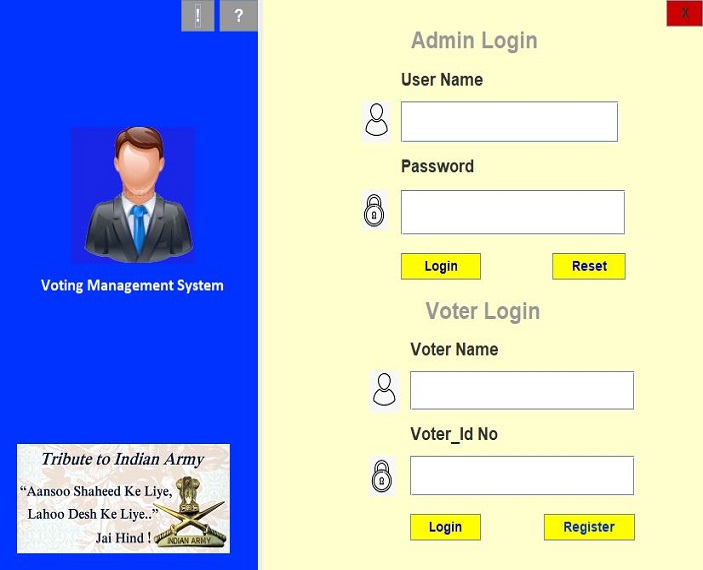 !
?
X
Admin Login
User Name
Password
Login
Reset
Voting Management System
Voter Login
Voter Name
Voter_Id No
Login
Register
Tribute to Indian Army
“Aansoo Shaheed Ke Liye,
Lahoo Desh Ke Liye..”
Jai Hind !
INDIAN ARMY